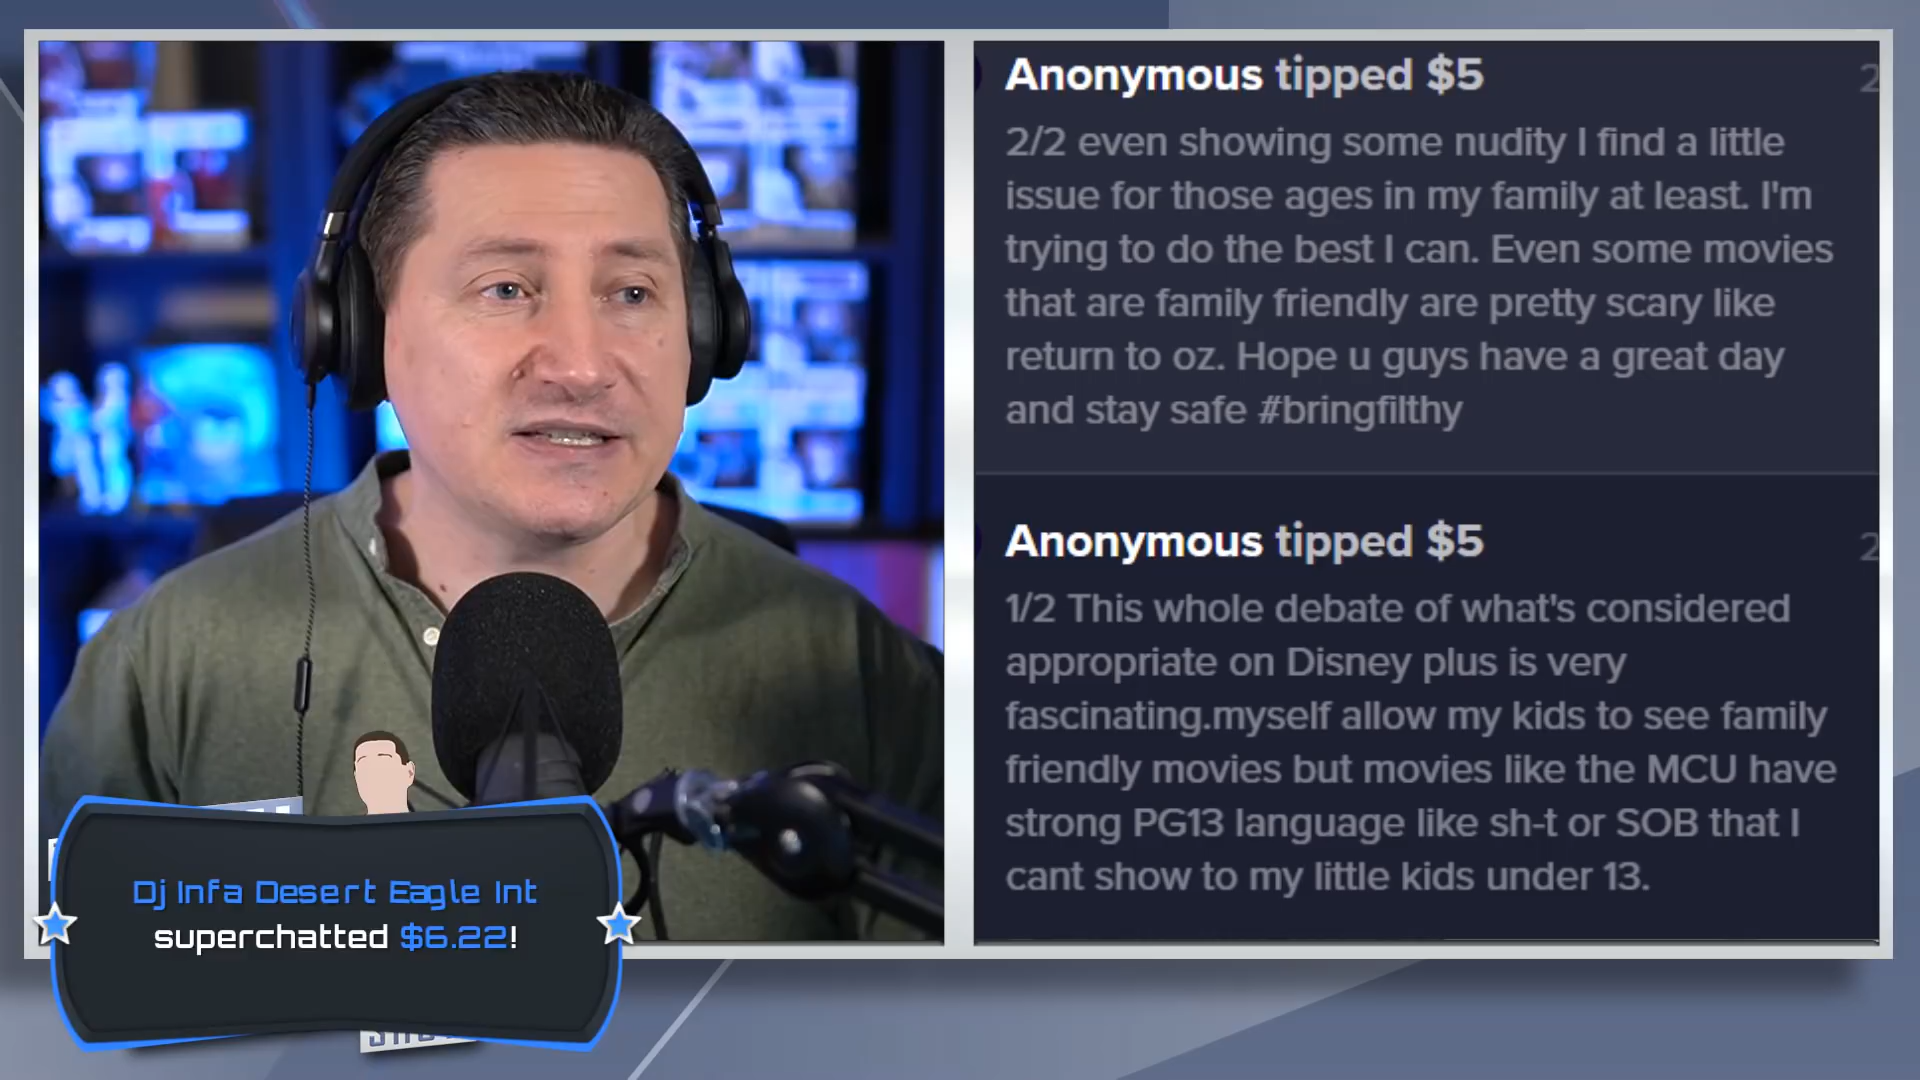 Anonymous tipped $5
2/2 even showing some nudity I find a little
issue for those ages in my family at least. I'm
trying to do the best I can. Even some movies
that are family friendly are pretty scary like
return to oz. Hope u guys have a great day
and stay safe #bringfilthy
Anonymous tipped $5
1/2 This whole debate of what's considered
appropriate on Disney plus is very
fascinating.myself allow my kids to see family
friendly movies but movies like the MCU have
strong PG13 language like sh-t or SOB that I
cant show to my little kids under 13.
Dj Infa Desert Eagle Int
superchatted $6.22!